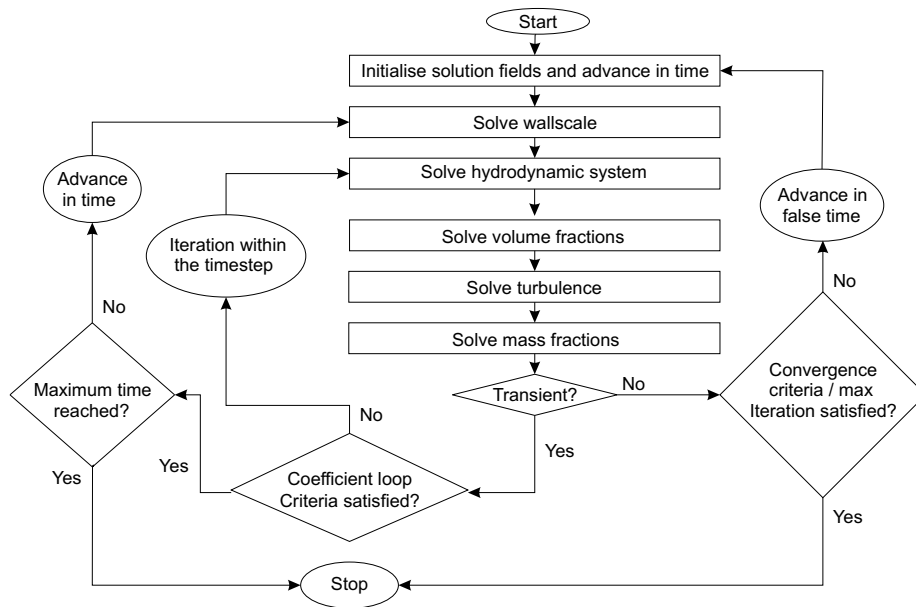 Start
Initialise solution fields and advance in time
Solve wallscale
Solve hydrodynamic system
Advance
in time
Advance in
false time
Iteration within
the timestep
Solve volume fractions
Solve turbulence
No
No
Solve mass fractions
Maximum time
reached?
Transient?
No
Convergence
criteria / max
Iteration satisfied?
No
Yes
Yes
Yes
Coefficient loop
Criteria satisfied?
Yes
Stop